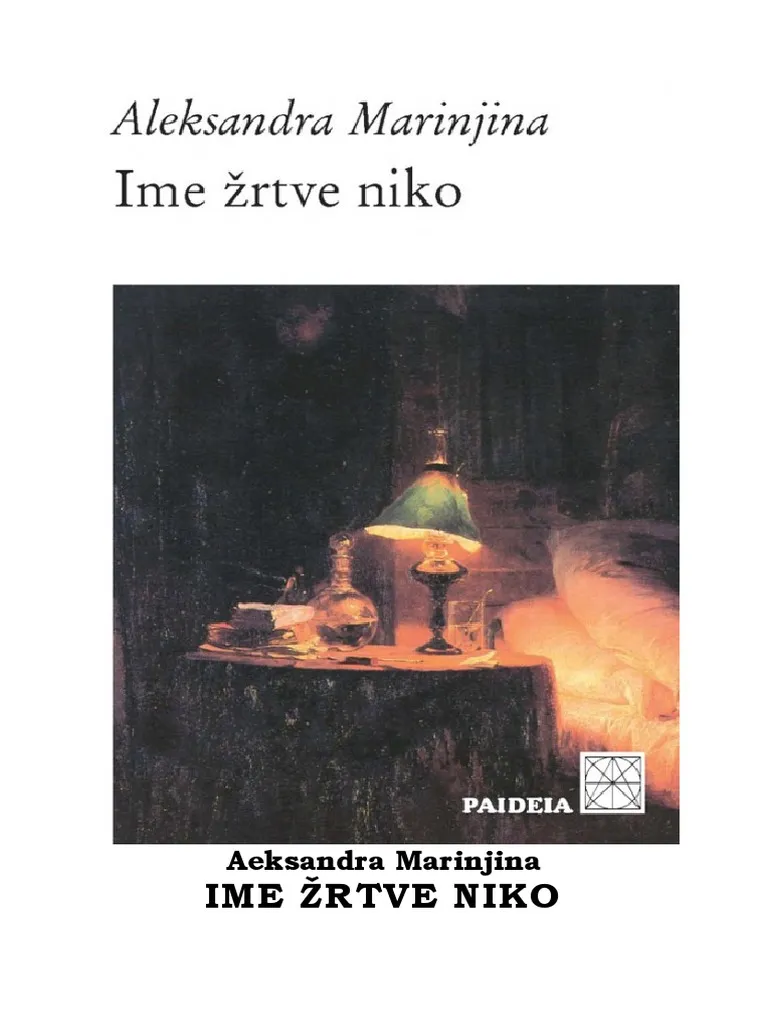 Aleksandra Marinjina
Ime žrtve niko
PAIDEIA
Aeksandra Marinjina
IME ŽRTVE NIKO